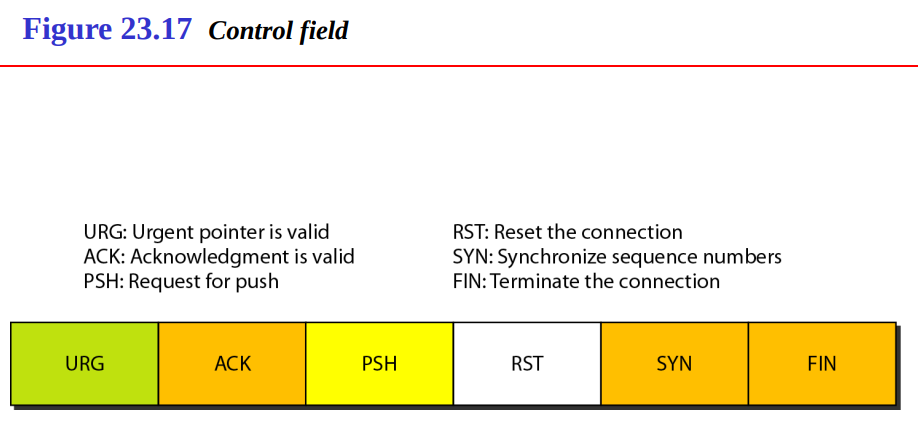 Figure 23.17 Control field
URG: Urgent pointer is valid
ACK: Acknowledgment is valid
PSH: Request for push
RST: Reset the connection
SYN: Synchronize sequence numbers
FIN: Terminate the connection
URG ACK PSH RST SYN FIN